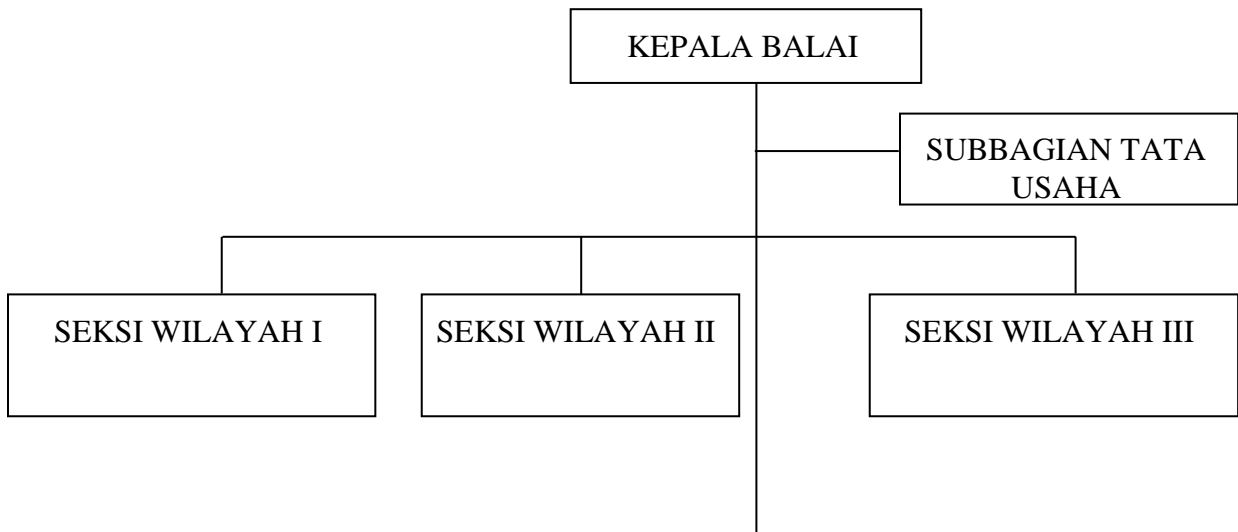 KEPALA BALAI
SUBBAGIAN TATA
USAHA
SEKSI WILAYAH I
SEKSI WILAYAH II
SEKSI WILAYAH III